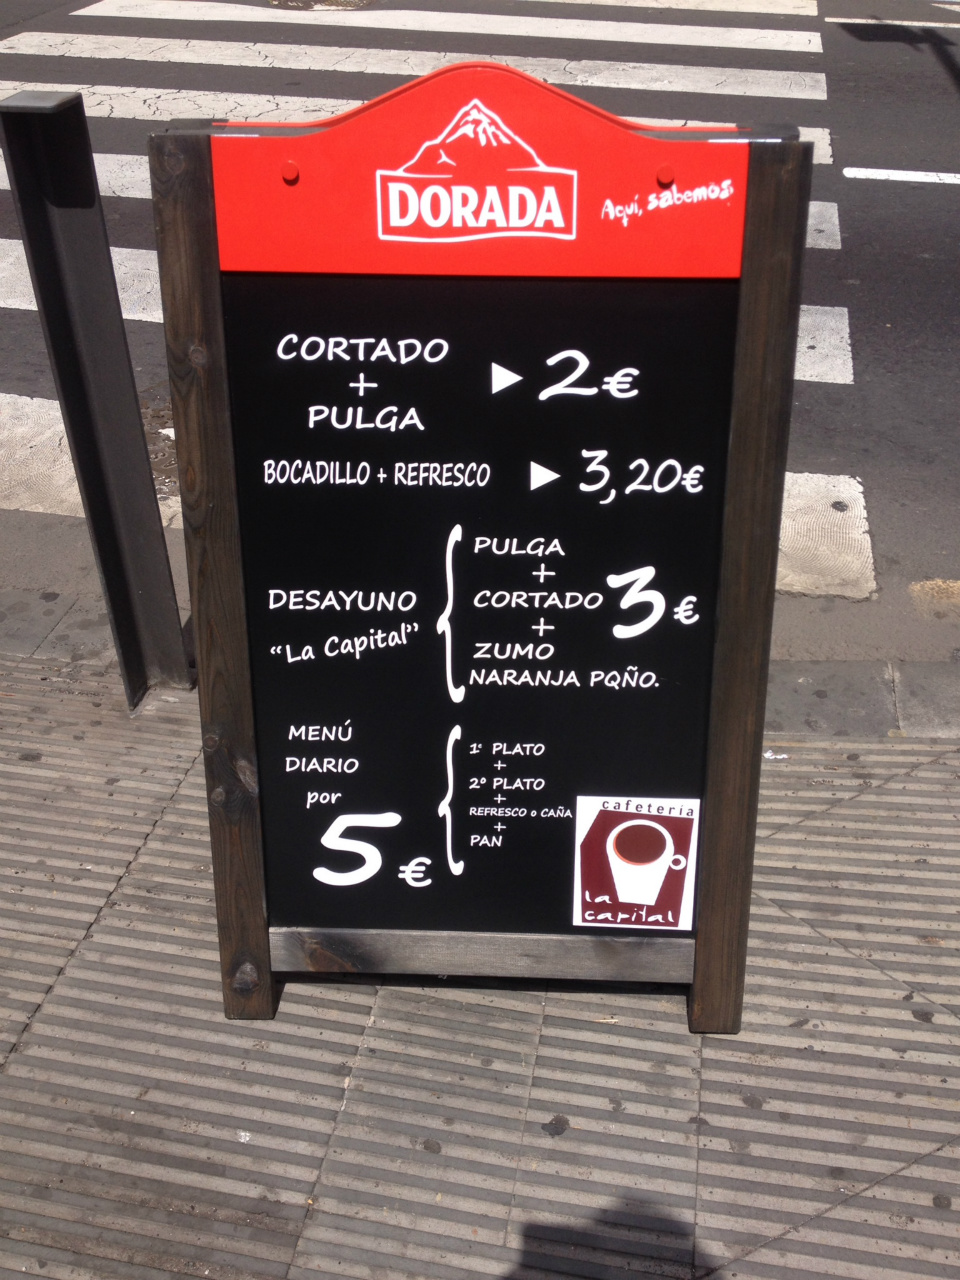 DORADA
Aquí, sabemos.
CORTADO
+
PULGA
▶ 2€
BOCADILLO + REFRESCO ▶ 3,20€
DESAYUNO
"La Capital"
PULGA
+
CORTADO
+
ZUMO
NARANJA PQÑO.
3€
MENÚ
DIARIO
por
5€
1º PLATO
+
2º PLATO
+
REFRESCO o CAÑA
+
PAN
cafetería
la
capital